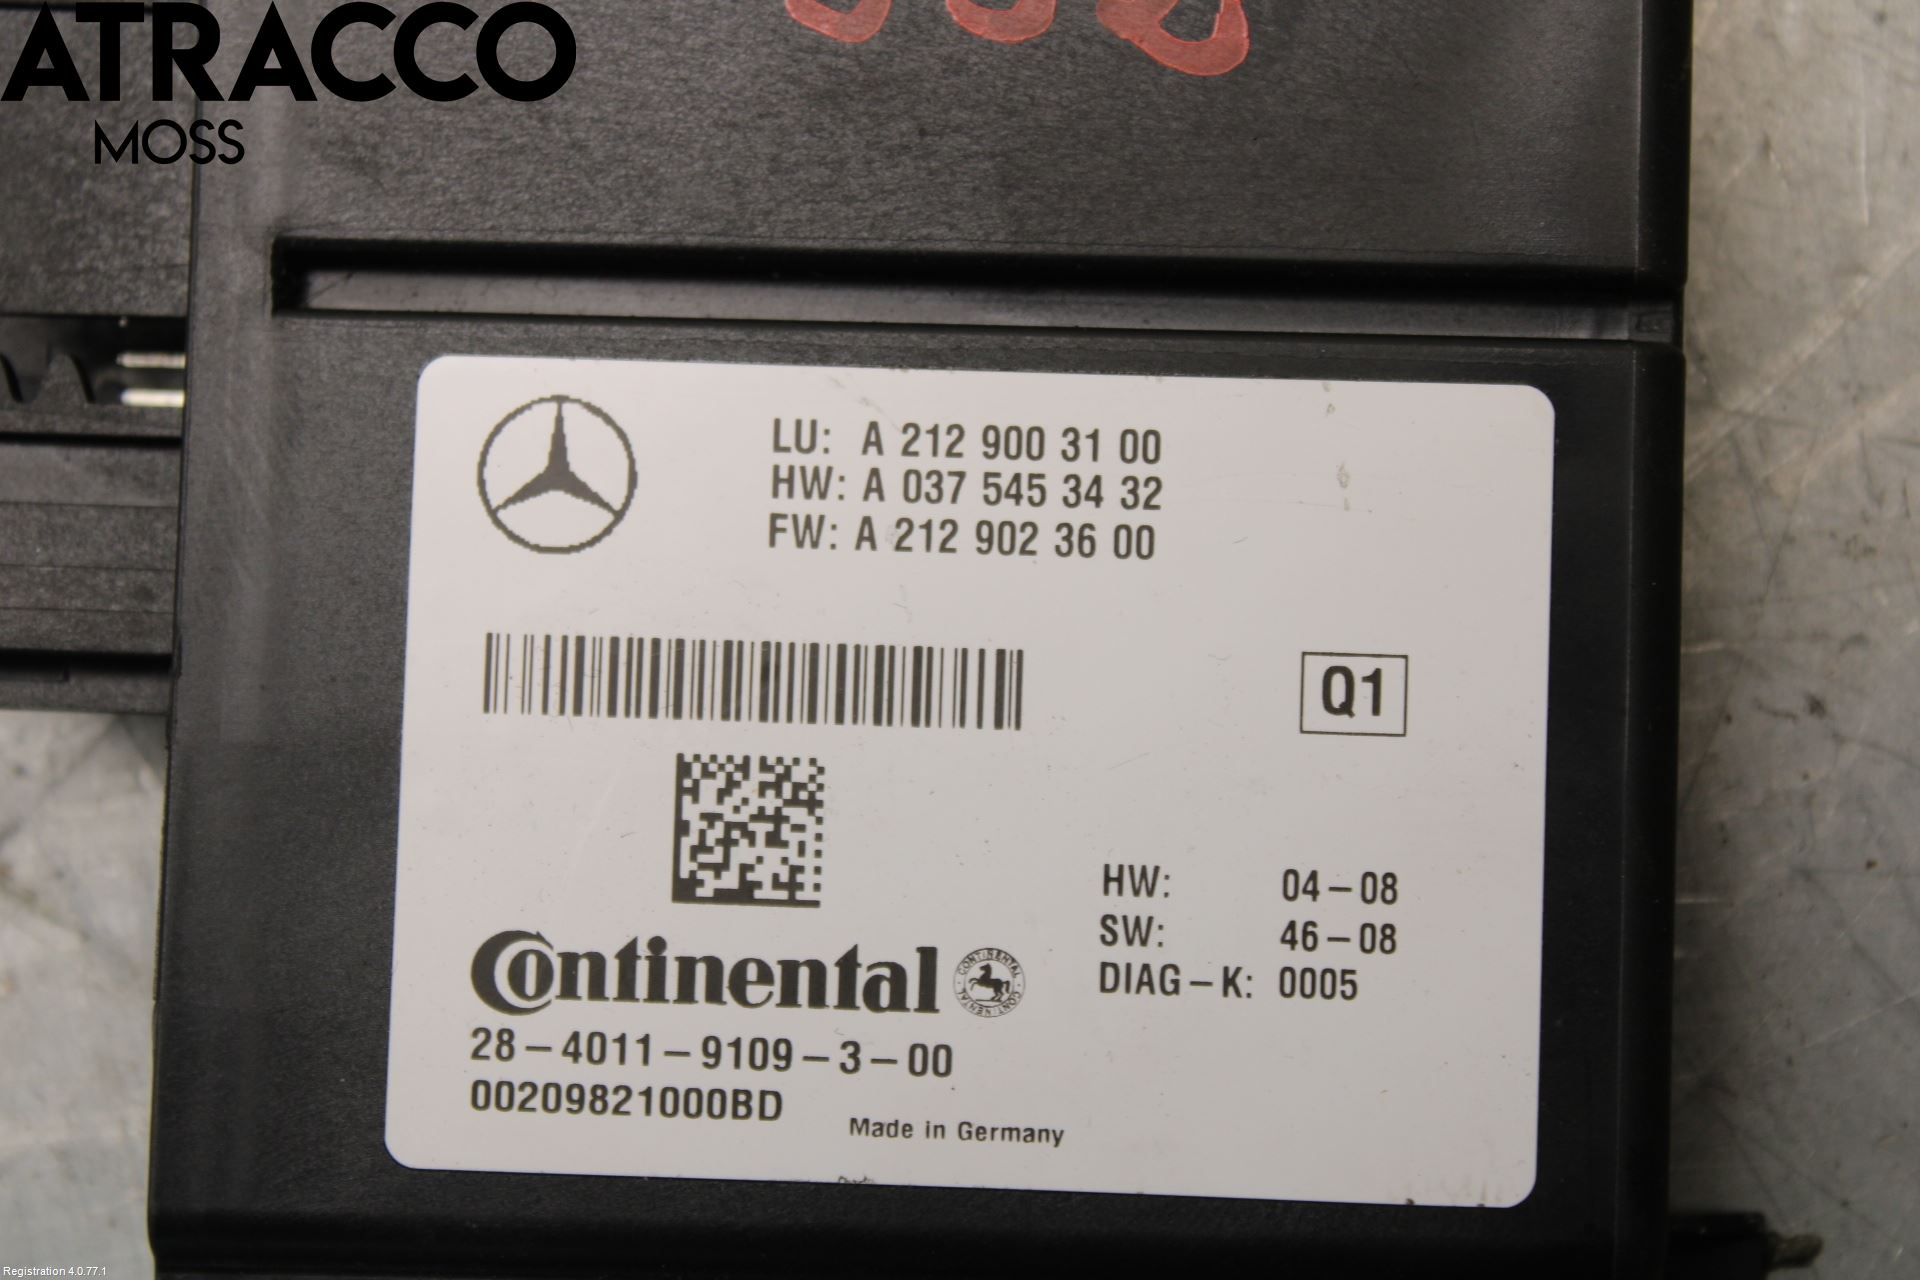 ATRACCO
MOSS
LU: A 212 900 31 00
HW: A 037 545 34 32
FW: A 212 902 36 00
Q1
HW: 04-08
SW: 46-08
DIAG-K: 0005
Continental
CONTINENTAL · CONTINENTAL
28-4011-9109-3-00
00209821000BD
Made in Germany
Registration 4.0.77.1